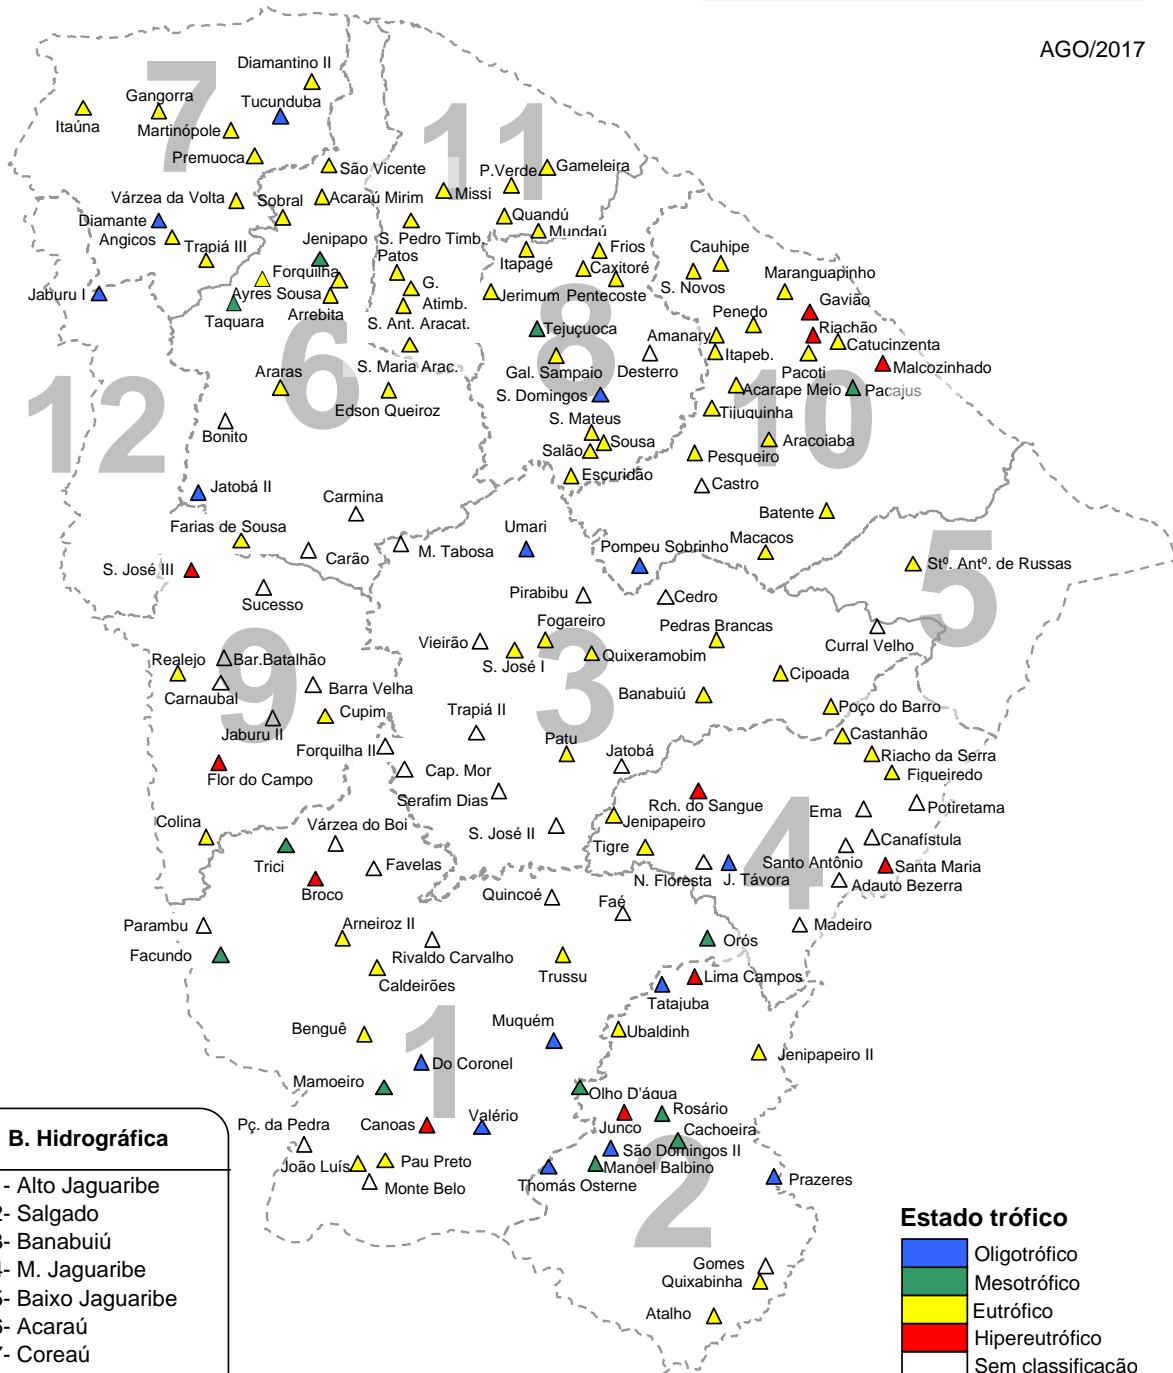 AGO/2017
7
Diamantino II
Gangorra
Tucunduba
Itaúna
Martinópole
11
Premuoca
São Vicente
P.Verde
Gameleira
Várzea da Volta
Sobral
Acaraú Mirim
Missi
Diamante
Quandú
Angicos
Jenipapo
S. Pedro Timb.
Mundaú
Trapiá III
Patos
Itapagé
Frios
Cauhipe
Forquilha
Caxitoré
Maranguapinho
Jaburu I
Ayres Sousa
G.
Jerimum
Pentecoste
S. Novos
Gavião
Taquara
Arrebita
Atimb.
Penedo
6
S. Ant. Aracat.
Tejuçuoca
8
Amanary
Riachão
Catucinzenta
S. Maria Arac.
Gal. Sampaio
Desterro
Itapeb.
Pacoti
Malcozinhado
12
Araras
S. Domingos
Acarape Meio
Pacajus
Edson Queiroz
Tijuquinha
10
Bonito
S. Mateus
Sousa
Aracoiaba
Salão
Pesqueiro
Escuridão
Castro
Jatobá II
Carmina
Batente
Farias de Sousa
Umari
Macacos
Carão
M. Tabosa
Pompeu Sobrinho
5
S. José III
Stº. Antº. de Russas
Sucesso
Pirabibu
Cedro
Fogareiro
Pedras Brancas
Vieirão
Curral Velho
Realejo
Bar.Batalhão
S. José I
3
Quixeramobim
Cipoada
Carnaubal
9
Barra Velha
Banabuiú
Cupim
Trapiá II
Poço do Barro
Jaburu II
Castanhão
Forquilha II
Patu
Jatobá
Riacho da Serra
Flor do Campo
Cap. Mor
Figueiredo
Serafim Dias
Rch. do Sangue
4
Ema
Potiretama
Colina
Várzea do Boi
S. José II
Jenipapeiro
Canafístula
Trici
Favelas
Tigre
Santo Antônio
Santa Maria
Broco
N. Floresta
J. Távora
Adauto Bezerra
Quincoé
Faé
Parambu
Arneiroz II
Madeiro
Facundo
Rivaldo Carvalho
Orós
Caldeirões
Trussu
Lima Campos
Tatajuba
Benguê
1
Muquém
Ubaldinh
Do Coronel
Jenipapeiro II
Mamoeiro
Olho D'água
Pç. da Pedra
Canoas
Valério
Rosário
Junco
Cachoeira
João Luís
Pau Preto
São Domingos II
Monte Belo
Thomás Osterne
Manoel Balbino
2
Prazeres
Gomes
Quixabinha
Atalho
B. Hidrográfica
- Alto Jaguaribe
2- Salgado
3- Banabuiú
4- M. Jaguaribe
5- Baixo Jaguaribe
6- Acaraú
7- Coreaú
Estado trófico
Oligotrófico
Mesotrófico
Eutrófico
Hipereutrófico
Sem classificação